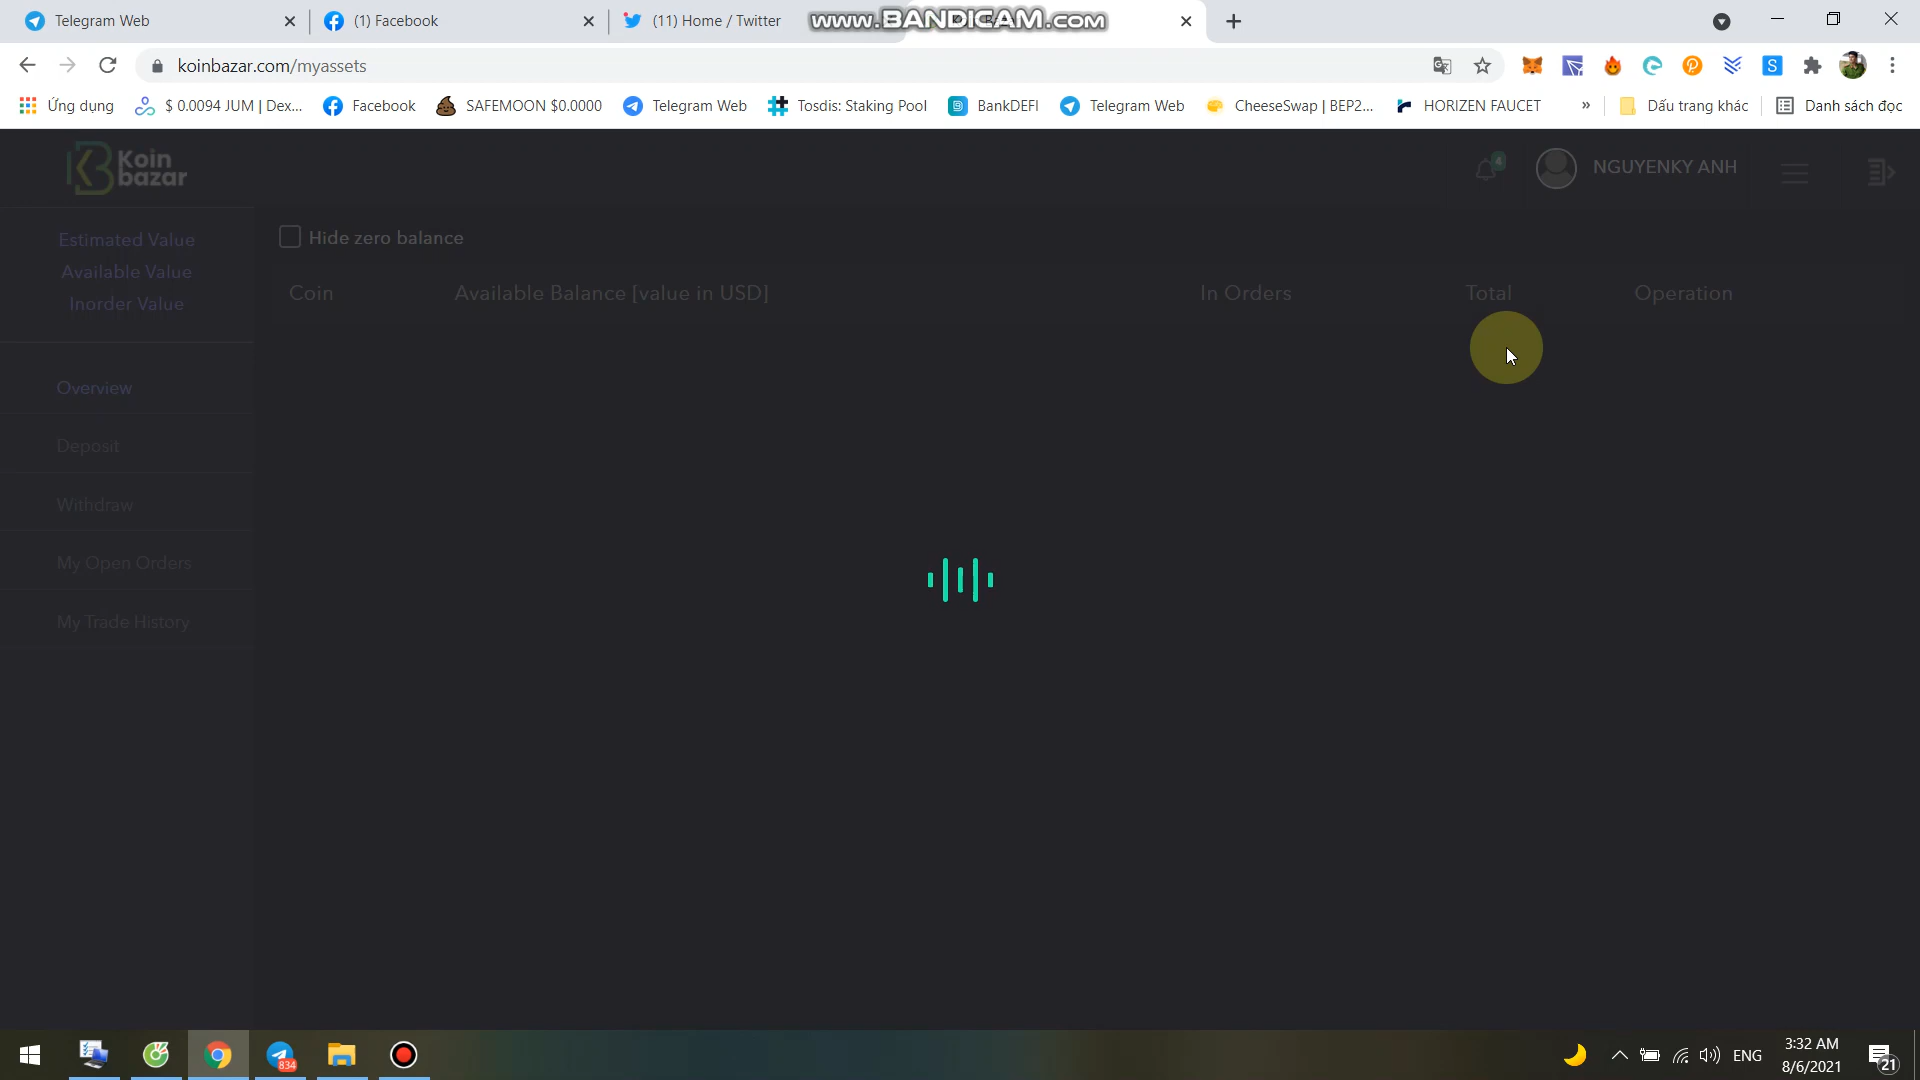 Telegram Web
(1) Facebook
(11) Home / Twitter
www.BANDICAM.com
koinbazar.com/myassets
Ứng dụng
$ 0.0094 JUM | Dex...
Facebook
SAFEMOON $0.0000
Telegram Web
Tosdis: Staking Pool
BankDEFI
Telegram Web
CheeseSwap | BEP2...
HORIZEN FAUCET
»
Dấu trang khác
Danh sách đọc
Koin
bazar
4
NGUYENKY ANH
Estimated Value
Available Value
Inorder Value
Overview
Deposit
Withdraw
My Open Orders
My Trade History
Hide zero balance
Coin
Available Balance [value in USD]
In Orders
Total
Operation
834
ENG
3:32 AM
8/6/2021
21